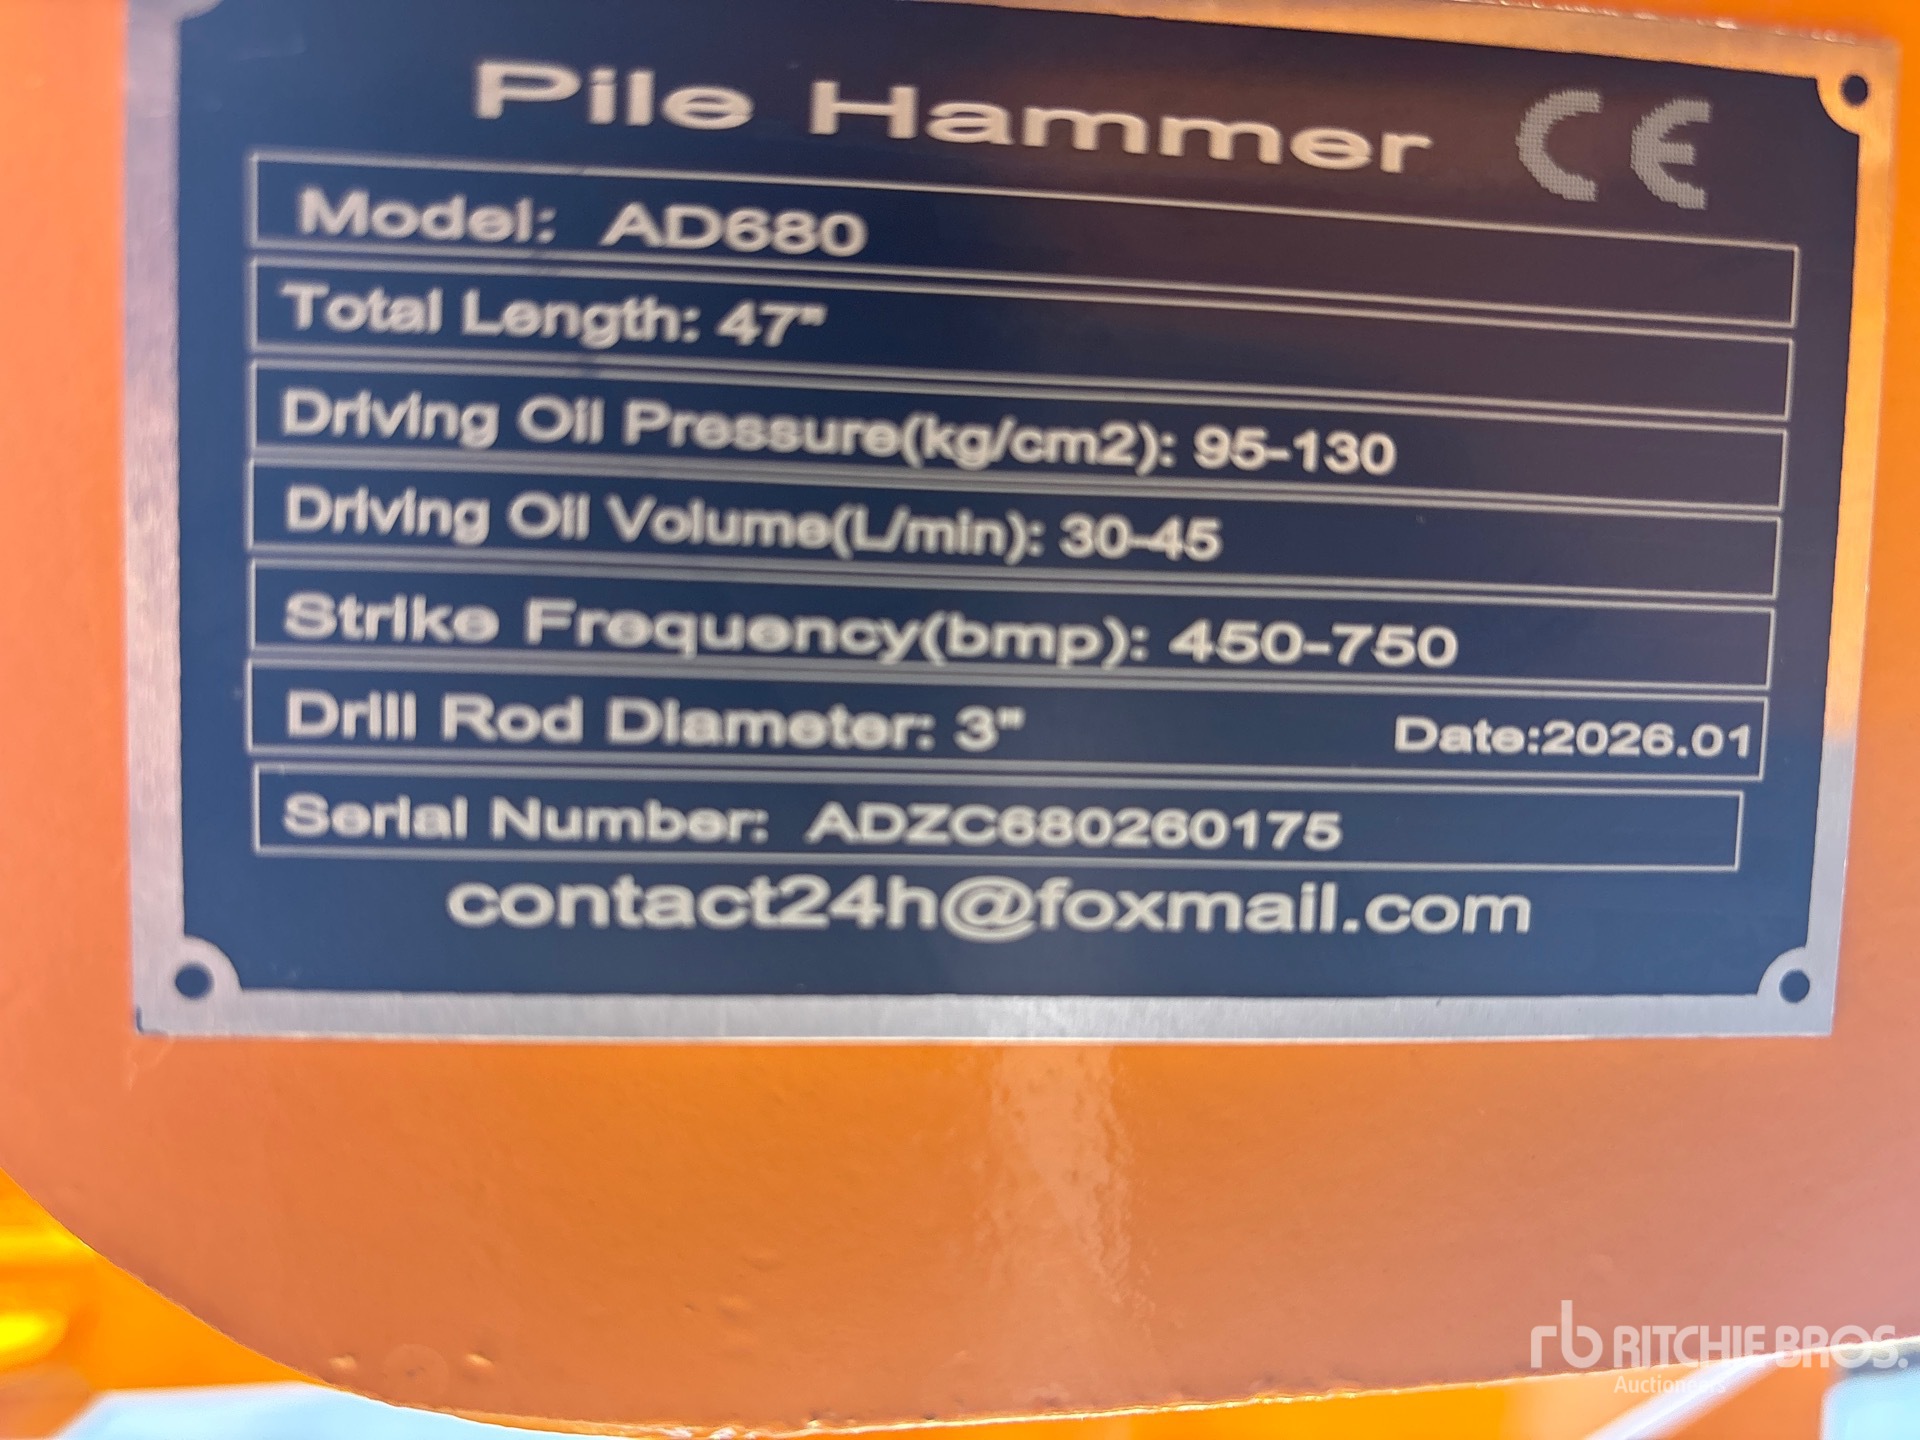 Pile Hammer CE
Model: AD680
Total Length: 47"
Driving Oil Pressure(kg/cm2): 95-130
Driving Oil Volume(L/min): 30-45
Strike Frequency(bmp): 450-750
Drill Rod Diameter: 3" Date:2026.01
Serial Number: ADZC680260175
contact24h@foxmail.com
rb RITCHIE BROS.
Auctioneers